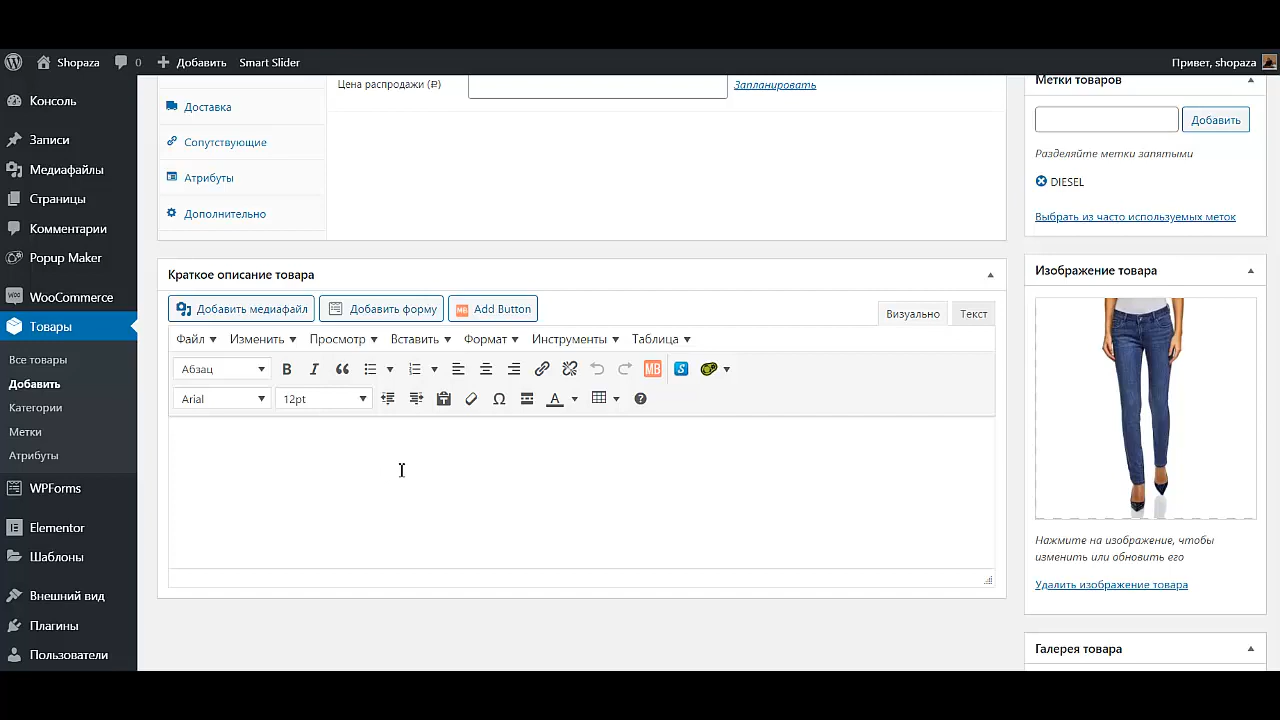 Shopaza 0 Добавить Smart Slider Привет, shopaza
Консоль
Записи
Медиафайлы
Страницы
Комментарии
Popup Maker
WooCommerce
Товары
Все товары
Добавить
Категории
Метки
Атрибуты
WPForms
Elementor
Шаблоны
Внешний вид
Плагины
Пользователи
Цена распродажи (₽) Запланировать
Доставка
Сопутствующие
Атрибуты
Дополнительно
Краткое описание товара
Добавить медиафайл Добавить форму MB Add Button Визуально Текст
Файл Изменить Просмотр Вставить Формат Инструменты Таблица
Абзац B I MB S
Arial 12pt A
Метки товаров
Добавить
Разделяйте метки запятыми
DIESEL
Выбрать из часто используемых меток
Изображение товара
Нажмите на изображение, чтобы
изменить или обновить его
Удалить изображение товара
Галерея товара